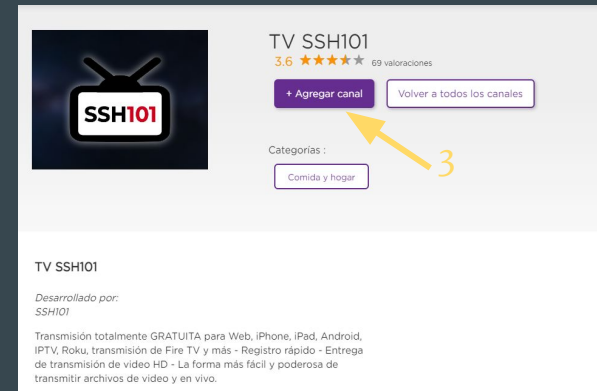 SSH101
TV SSH101
3.6 ★★★★★ 69 valoraciones
+ Agregar canal
Volver a todos los canales
3
Categorías :
Comida y hogar
TV SSH101
Desarrollado por:
SSH101
Transmisión totalmente GRATUITA para Web, iPhone, iPad, Android,
IPTV, Roku, transmisión de Fire TV y más - Registro rápido - Entrega
de transmisión de video HD - La forma más fácil y poderosa de
transmitir archivos de video y en vivo.